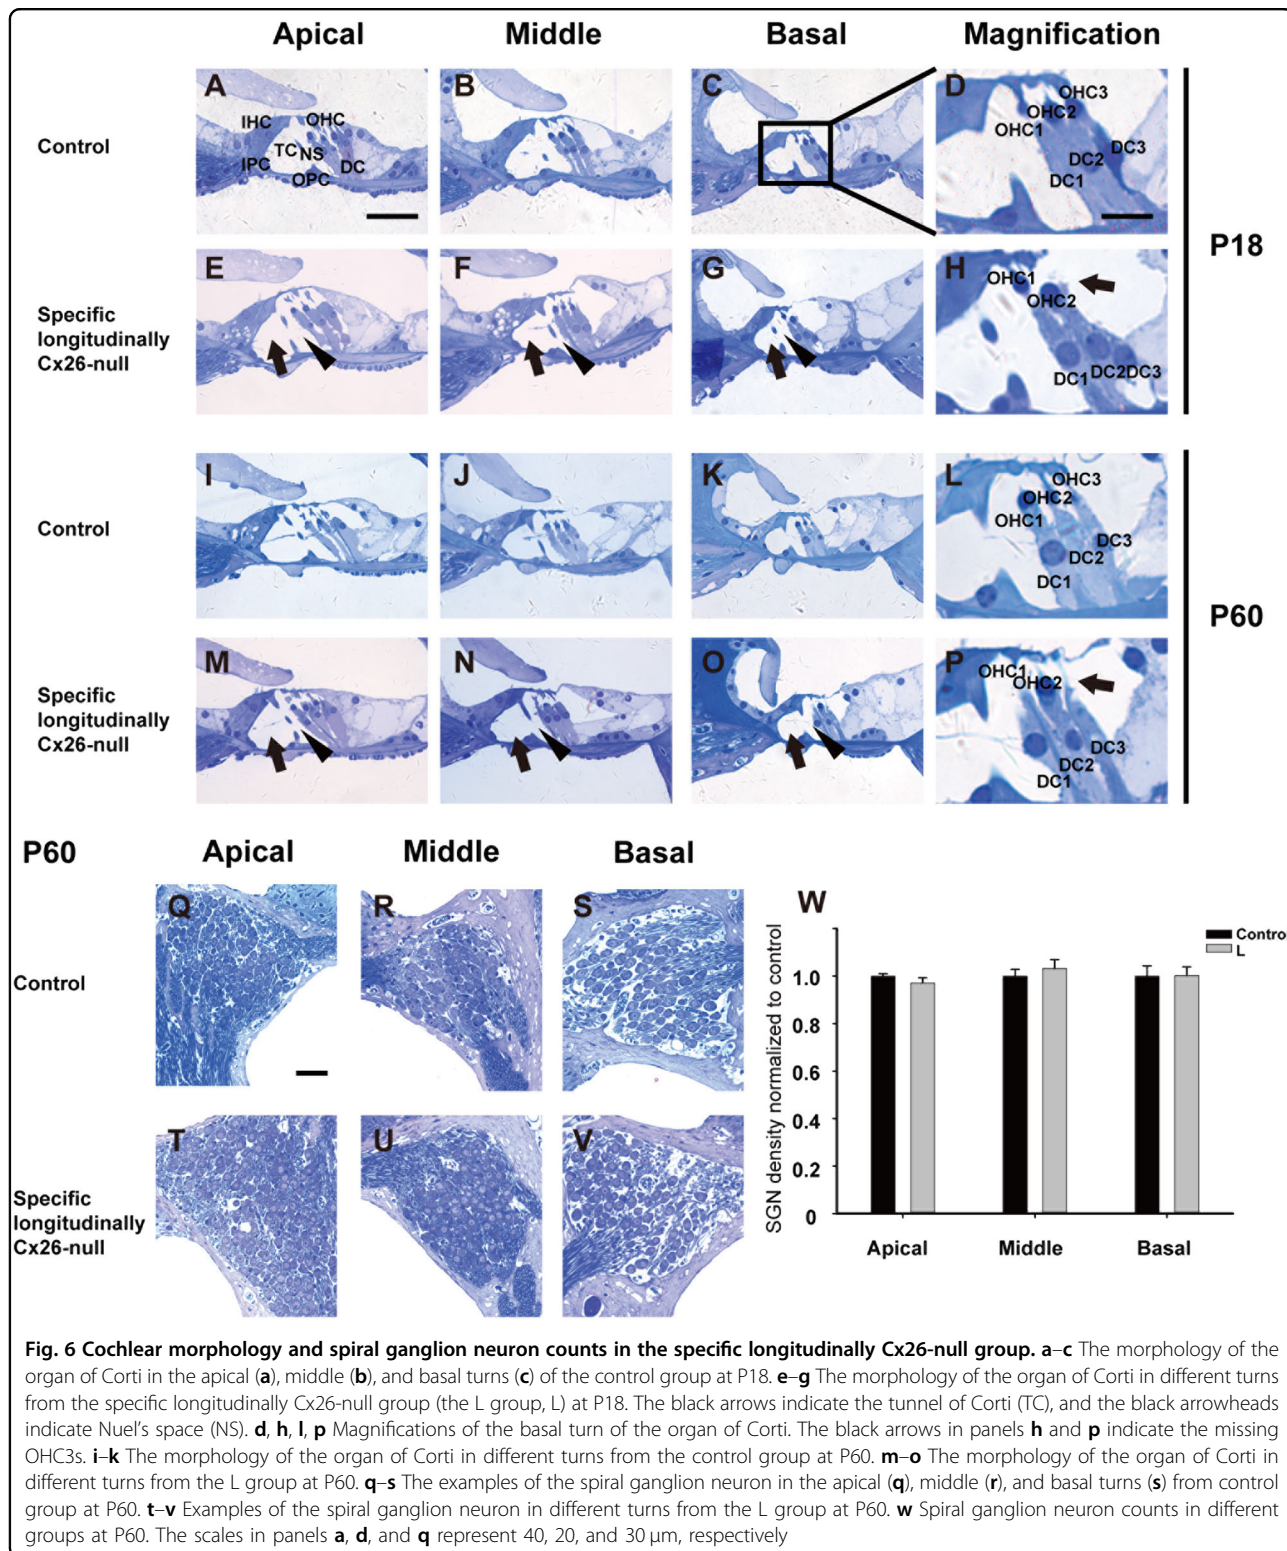 Apical Middle Basal Magnification
A B C D
Control
IHC OHC
TC NS
IPC DC
OPC
OHC3
OHC2
OHC1
DC3
DC2
DC1
P18
E F G H
Specific
longitudinally
Cx26-null
OHC1
OHC2
DC2DC3
DC1
I J K L
Control
OHC3
OHC2
OHC1
DC3
DC2
DC1
P60
M N O P
Specific
longitudinally
Cx26-null
OHC1
OHC2
DC3
DC2
DC1
P60 Apical Middle Basal
Q R S W
Control
T U V
Specific
longitudinally
Cx26-null
Control
L
SGN density normalized to control
1.0
0.8
0.6
0.4
0.2
0
Apical Middle Basal
Fig. 6 Cochlear morphology and spiral ganglion neuron counts in the specific longitudinally Cx26-null group. a–c The morphology of the
organ of Corti in the apical (a), middle (b), and basal turns (c) of the control group at P18. e–g The morphology of the organ of Corti in different turns
from the specific longitudinally Cx26-null group (the L group, L) at P18. The black arrows indicate the tunnel of Corti (TC), and the black arrowheads
indicate Nuel's space (NS). d, h, l, p Magnifications of the basal turn of the organ of Corti. The black arrows in panels h and p indicate the missing
OHC3s. i–k The morphology of the organ of Corti in different turns from the control group at P60. m–o The morphology of the organ of Corti in
different turns from the L group at P60. q–s The examples of the spiral ganglion neuron in the apical (q), middle (r), and basal turns (s) from control
group at P60. t–v Examples of the spiral ganglion neuron in different turns from the L group at P60. w Spiral ganglion neuron counts in different
groups at P60. The scales in panels a, d, and q represent 40, 20, and 30 μm, respectively